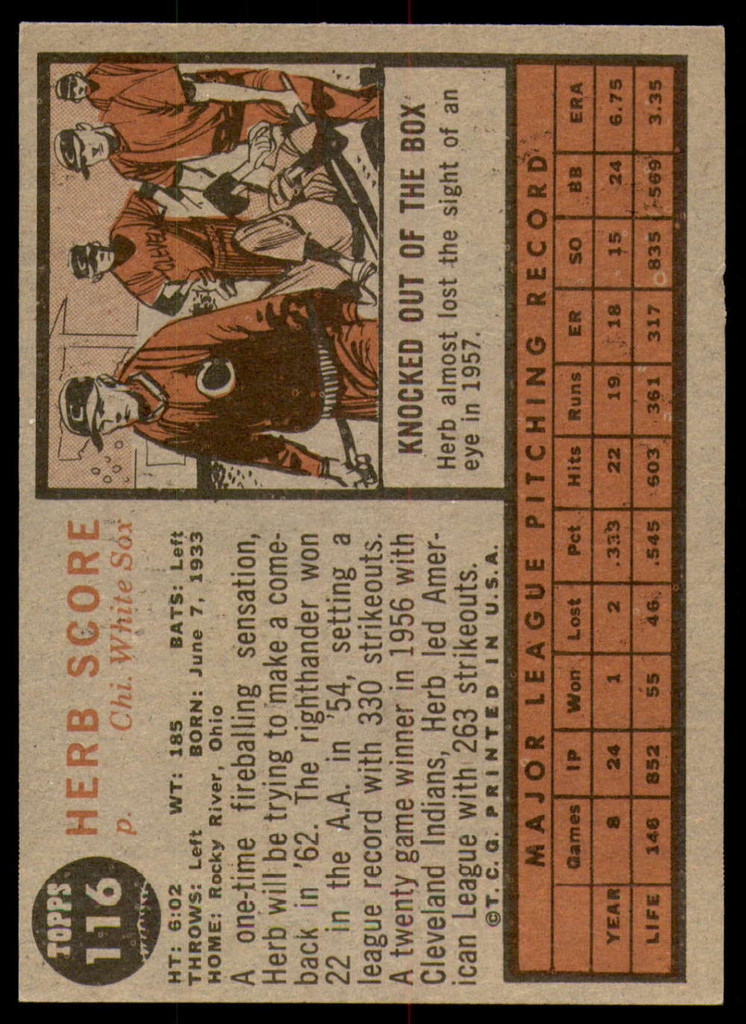 TOPPS
116
HERB SCORE
p. Chi. White Sox
HT: 6:02 WT: 185 BATS: Left
THROWS: Left BORN: June 7, 1933
HOME: Rocky River, Ohio
A one-time fireballing sensation,
Herb will be trying to make a come-
back in '62. The righthander won
22 in the A.A. in '54, setting a
league record with 330 strikeouts.
A twenty game winner in 1956 with
Cleveland Indians, Herb led Amer-
ican League with 263 strikeouts.
©T.C.G. PRINTED IN U.S.A.
C
C
CLEVEL
C
C
KNOCKED OUT OF THE BOX
Herb almost lost the sight of an
eye in 1957.
MAJOR LEAGUE PITCHING RECORD
Games IP Won Lost Pct Hits Runs ER SO BB ERA
YEAR 8 24 1 2 .333 22 19 18 15 24 6.75
LIFE 146 852 55 46 .545 603 361 317 835 569 3.35